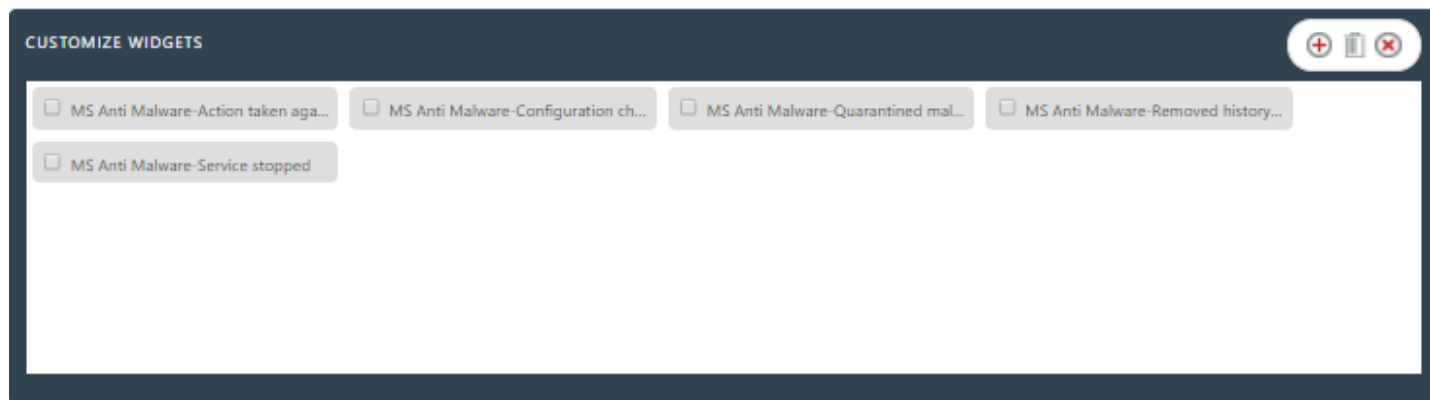 CUSTOMIZE WIDGETS
MS Anti Malware-Action taken aga... MS Anti Malware-Configuration ch... MS Anti Malware-Quarantined mal... MS Anti Malware-Removed history...
MS Anti Malware-Service stopped